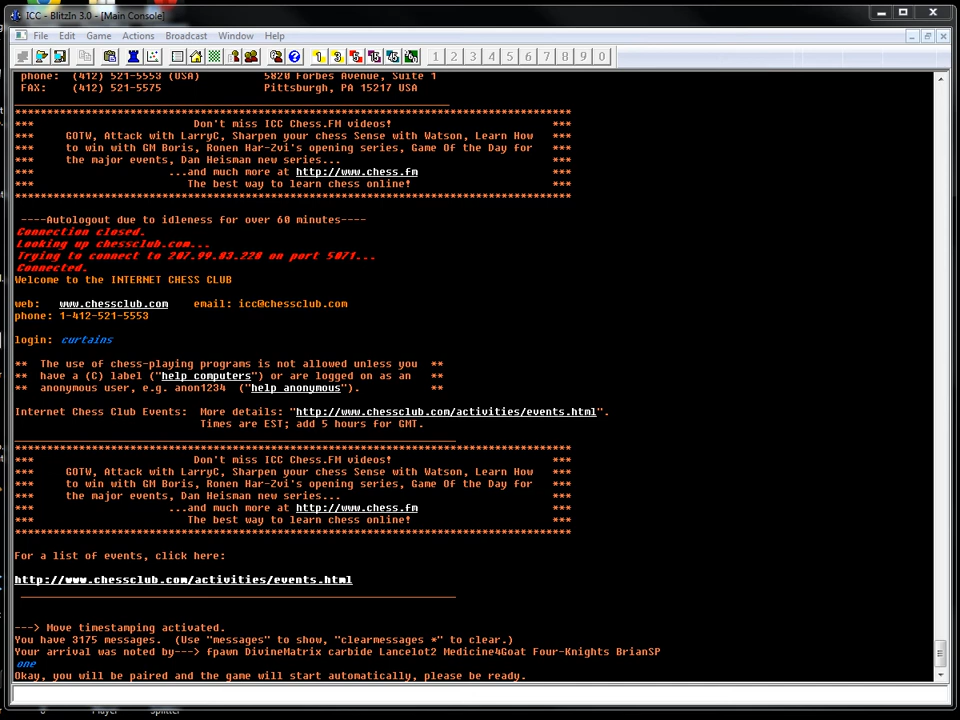 ICC - BlitzIn 3.0 - [Main Console]
File Edit Game Actions Broadcast Window Help
1 3 5 15 1 2 3 4 5 6 7 8 9 0
phone: (412) 521-5553 (USA) 5820 Forbes Avenue, Suite 1
FAX: (412) 521-5575 Pittsburgh, PA 15217 USA
******************************************************************
*** Don't miss ICC Chess.FM videos! ***
*** GOTW, Attack with LarryC, Sharpen your chess Sense with Watson, Learn How ***
*** to win with GM Boris, Ronen Har-Zvi's opening series, Game Of the Day for ***
*** the major events, Dan Heisman new series... ***
*** ...and much more at http://www.chess.fm ***
*** The best way to learn chess online! ***
******************************************************************
----Autologout due to idleness for over 60 minutes----
Connection closed.
Looking up chessclub.com...
Trying to connect to 207.99.83.228 on port 5071...
Connected.
Welcome to the INTERNET CHESS CLUB
web: www.chessclub.com email: icc@chessclub.com
phone: 1-412-521-5553
login: curtains
** The use of chess-playing programs is not allowed unless you **
** have a (C) label ("help computers") or are logged on as an **
** anonymous user, e.g. anon1234 ("help anonymous"). **
Internet Chess Club Events: More details: "http://www.chessclub.com/activities/events.html".
Times are EST; add 5 hours for GMT.
******************************************************************
*** Don't miss ICC Chess.FM videos! ***
*** GOTW, Attack with LarryC, Sharpen your chess Sense with Watson, Learn How ***
*** to win with GM Boris, Ronen Har-Zvi's opening series, Game Of the Day for ***
*** the major events, Dan Heisman new series... ***
*** ...and much more at http://www.chess.fm ***
*** The best way to learn chess online! ***
******************************************************************
For a list of events, click here:
http://www.chessclub.com/activities/events.html
---> Move timestamping activated.
You have 3175 messages. (Use "messages" to show, "clearmessages *" to clear.)
Your arrival was noted by---> fpawn DivineMatrix carbide Lancelot2 Medicine4Goat Four-Knights BrianSP
one
Okay, you will be paired and the game will start automatically, please be ready.